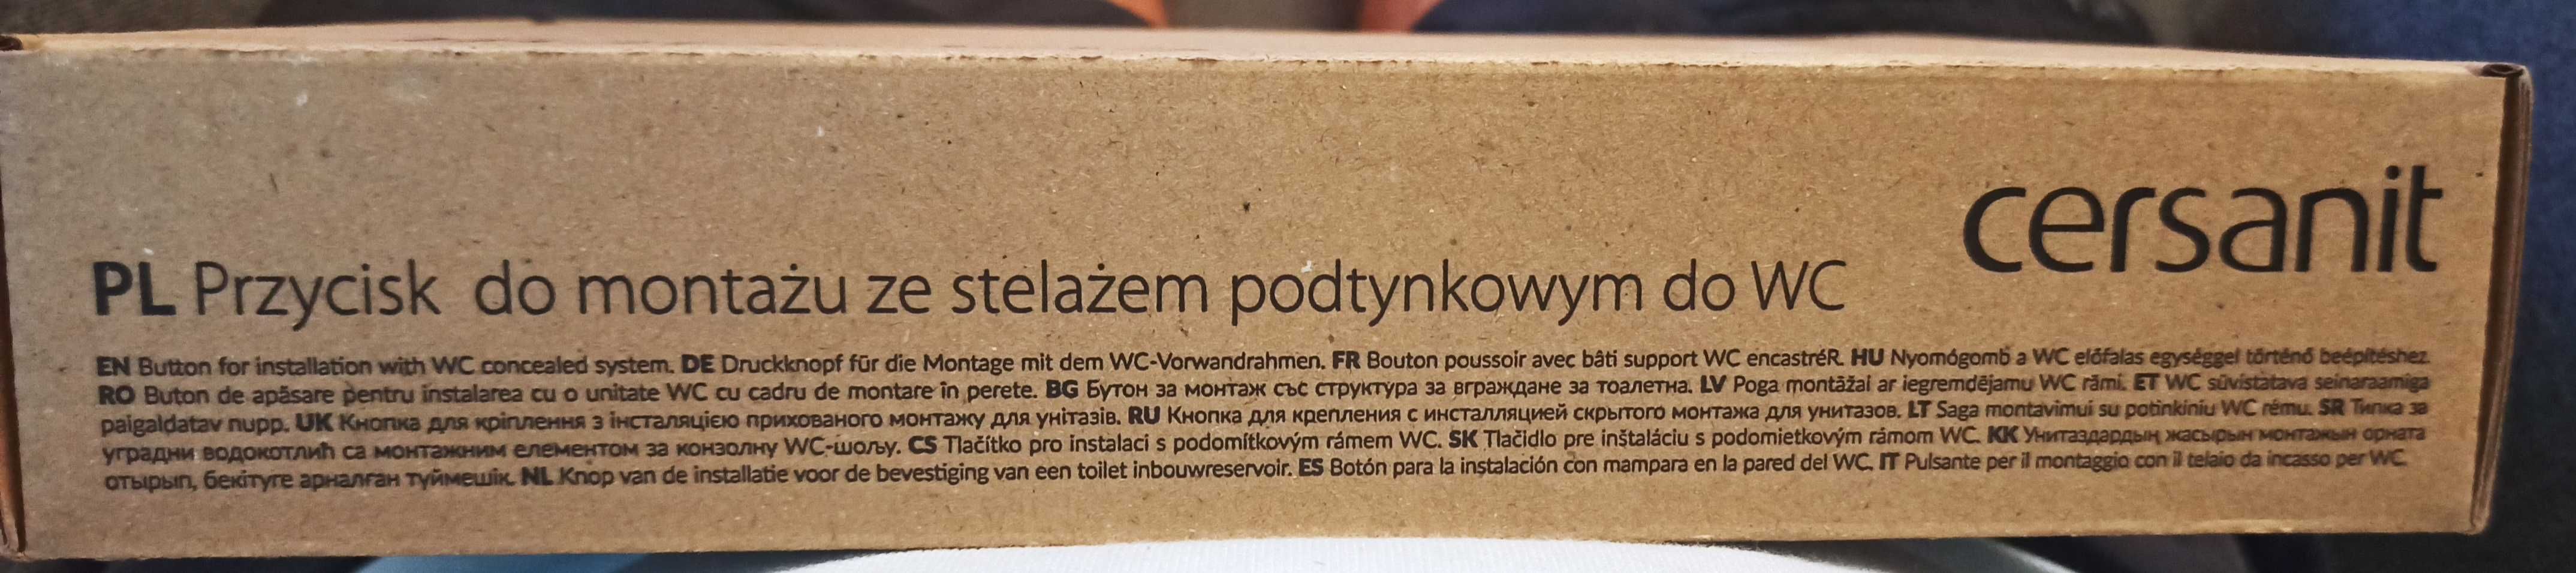 cersanit
PL Przycisk do montażu ze stelażem podtynkowym do WC
EN Button for installation with WC concealed system. DE Druckknopf für die Montage mit dem WC-Vorwandrahmen. FR Bouton poussoir avec bâti support WC encastréR. HU Nyomógomb a WC előfalas egységgel történő beépítéshez.
RO Buton de apăsare pentru instalarea cu o unitate WC cu cadru de montare în perete. BG Бутон за монтаж със структура за вграждане за тоалетна. LV Poga montāžai ar iegremdējamu WC rāmi. ET WC süvistatava seinaraamiga
paigaldatav nupp. UK Кнопка для кріплення з інсталяцією прихованого монтажу для унітазів. RU Кнопка для крепления с инсталляцией скрытого монтажа для унитазов. LT Saga montavimui su potinkiniu WC rėmu. SR Типка за
уградни водокотлић са монтажним елементом за конзолну WC-шољу. CS Tlačítko pro instalaci s podomítkovým rámem WC. SK Tlačidlo pre inštaláciu s podomietkovým rámom WC. KK Унитаздардың жасырын монтажын орната
отырып, бекітуге арналған түймешік. NL Knop van de installatie voor de bevestiging van een toilet inbouwreservoir. ES Botón para la instalación con mampara en la pared del WC. IT Pulsante per il montaggio con il telaio da incasso per WC.